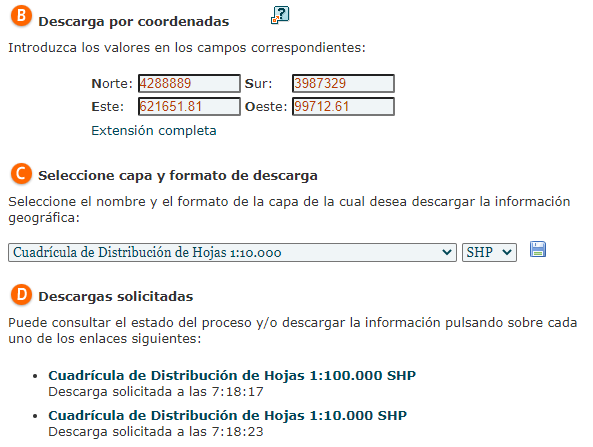 B Descarga por coordenadas ?
Introduzca los valores en los campos correspondientes:
Norte: 4288889 Sur: 3987329
Este: 621651.81 Oeste: 99712.61
Extensión completa
C Seleccione capa y formato de descarga
Seleccione el nombre y el formato de la capa de la cual desea descargar la información
geográfica:
Cuadrícula de Distribución de Hojas 1:10.000 SHP
D Descargas solicitadas
Puede consultar el estado del proceso y/o descargar la información pulsando sobre cada
uno de los enlaces siguientes:
• Cuadrícula de Distribución de Hojas 1:100.000 SHP
Descarga solicitada a las 7:18:17
• Cuadrícula de Distribución de Hojas 1:10.000 SHP
Descarga solicitada a las 7:18:23